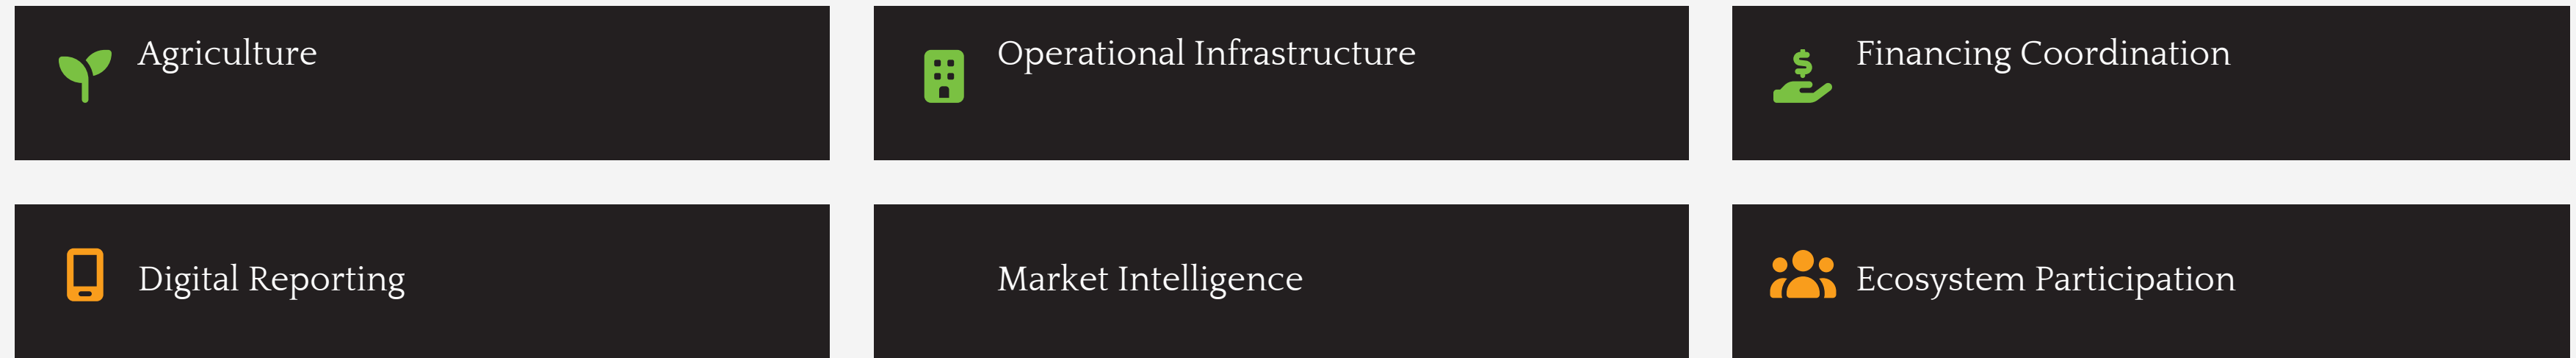 Agriculture
Operational Infrastructure
Financing Coordination
Digital Reporting
Market Intelligence
Ecosystem Participation